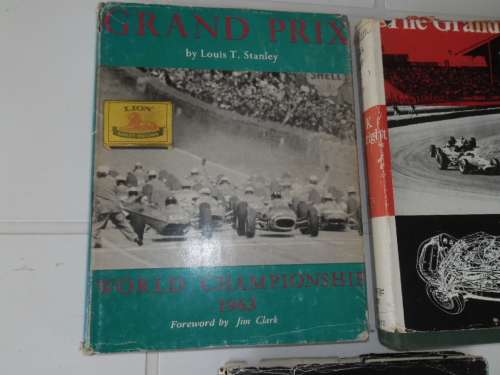 GRAND PRIX
by Louis T. Stanley
SHELL
LION
WORLD CHAMPIONSHIP
1963
Foreword by Jim Clark
The Grand